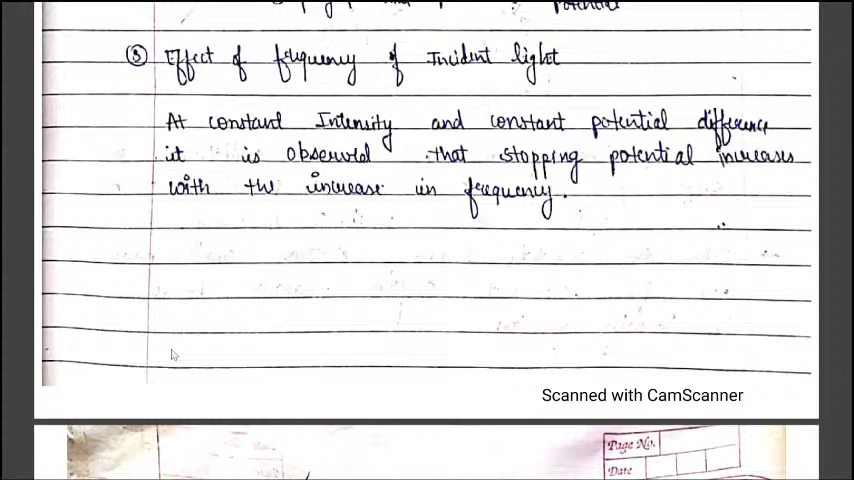 potential
③ Effect of frequency of Incident light
At constant Intensity and constant potential difference
it is observed that stopping potential increases
with the increase in frequency.
Scanned with CamScanner
Page No.
Date